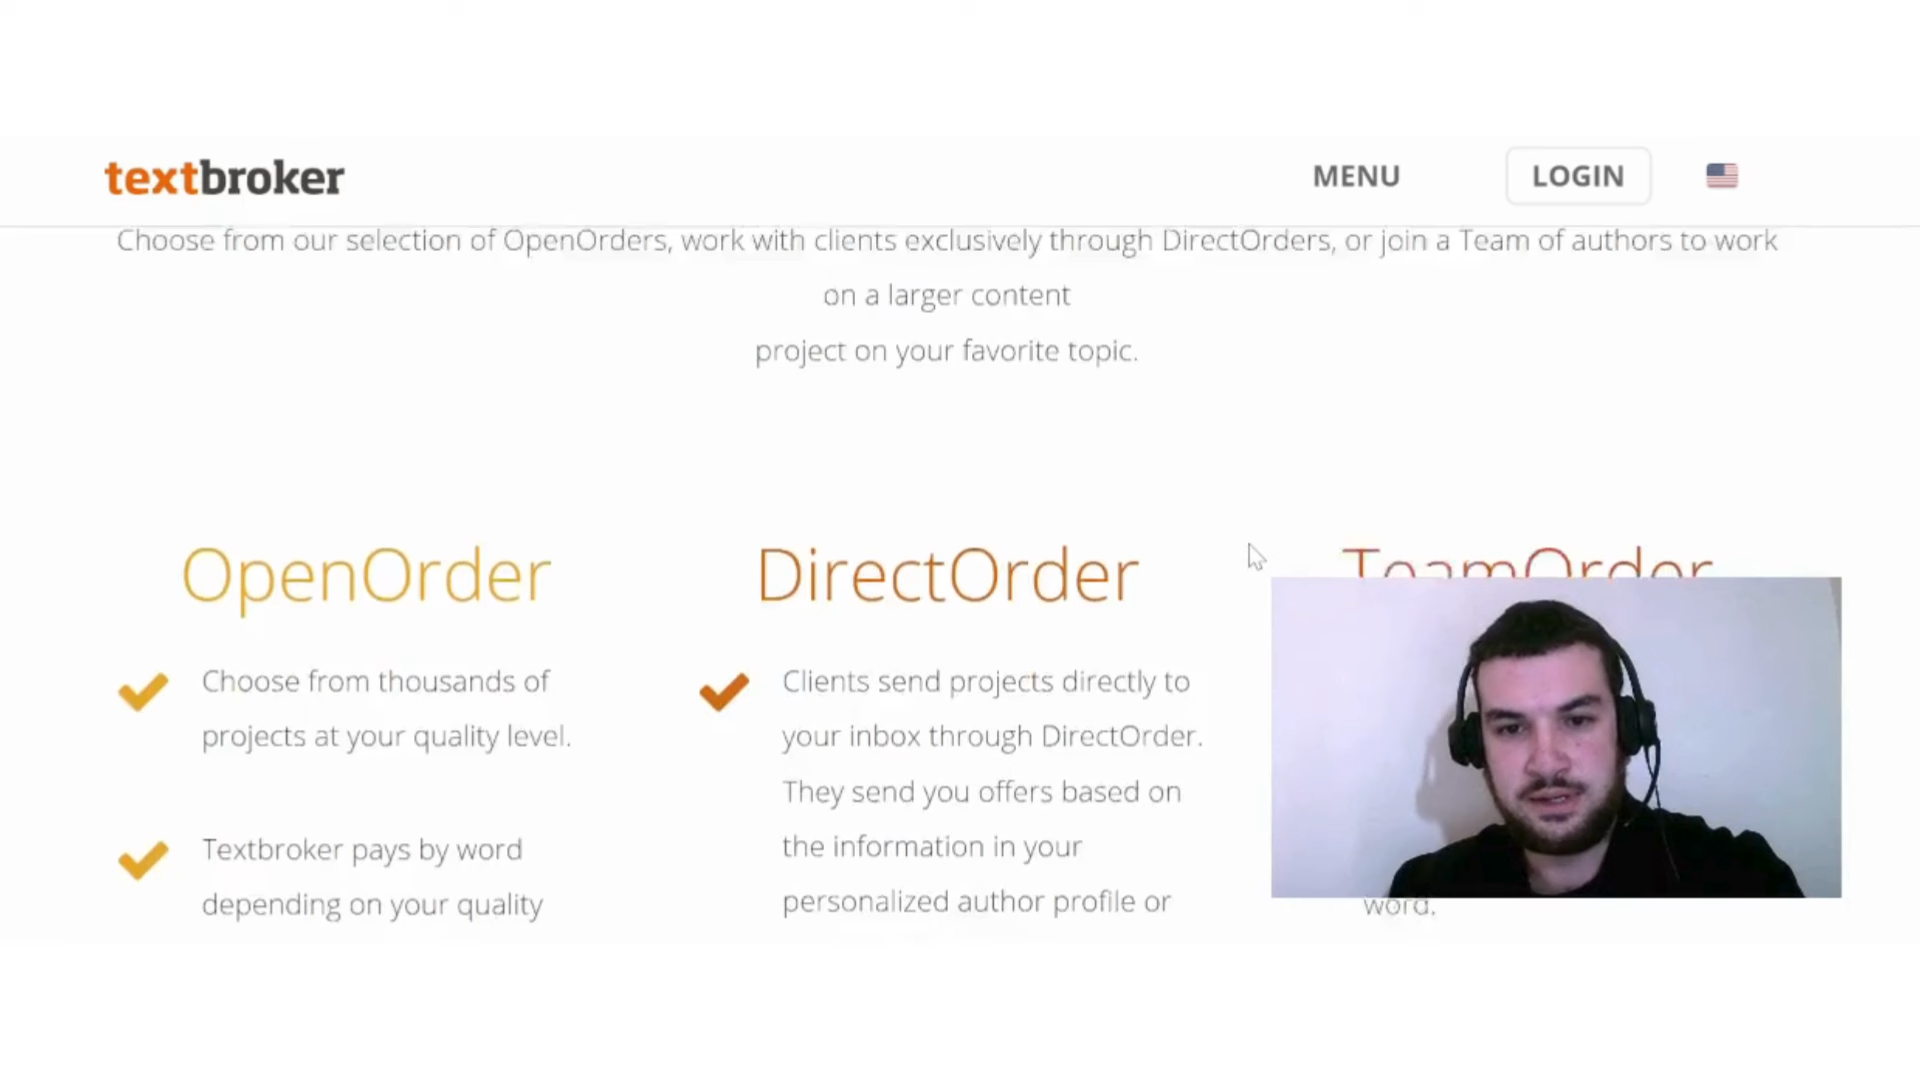 textbroker
MENU
LOGIN
Choose from our selection of OpenOrders, work with clients exclusively through DirectOrders, or join a Team of authors to work
on a larger content
project on your favorite topic.
OpenOrder
Choose from thousands of
projects at your quality level.
Textbroker pays by word
depending on your quality
DirectOrder
Clients send projects directly to
your inbox through DirectOrder.
They send you offers based on
the information in your
personalized author profile or
TeamOrder
word.